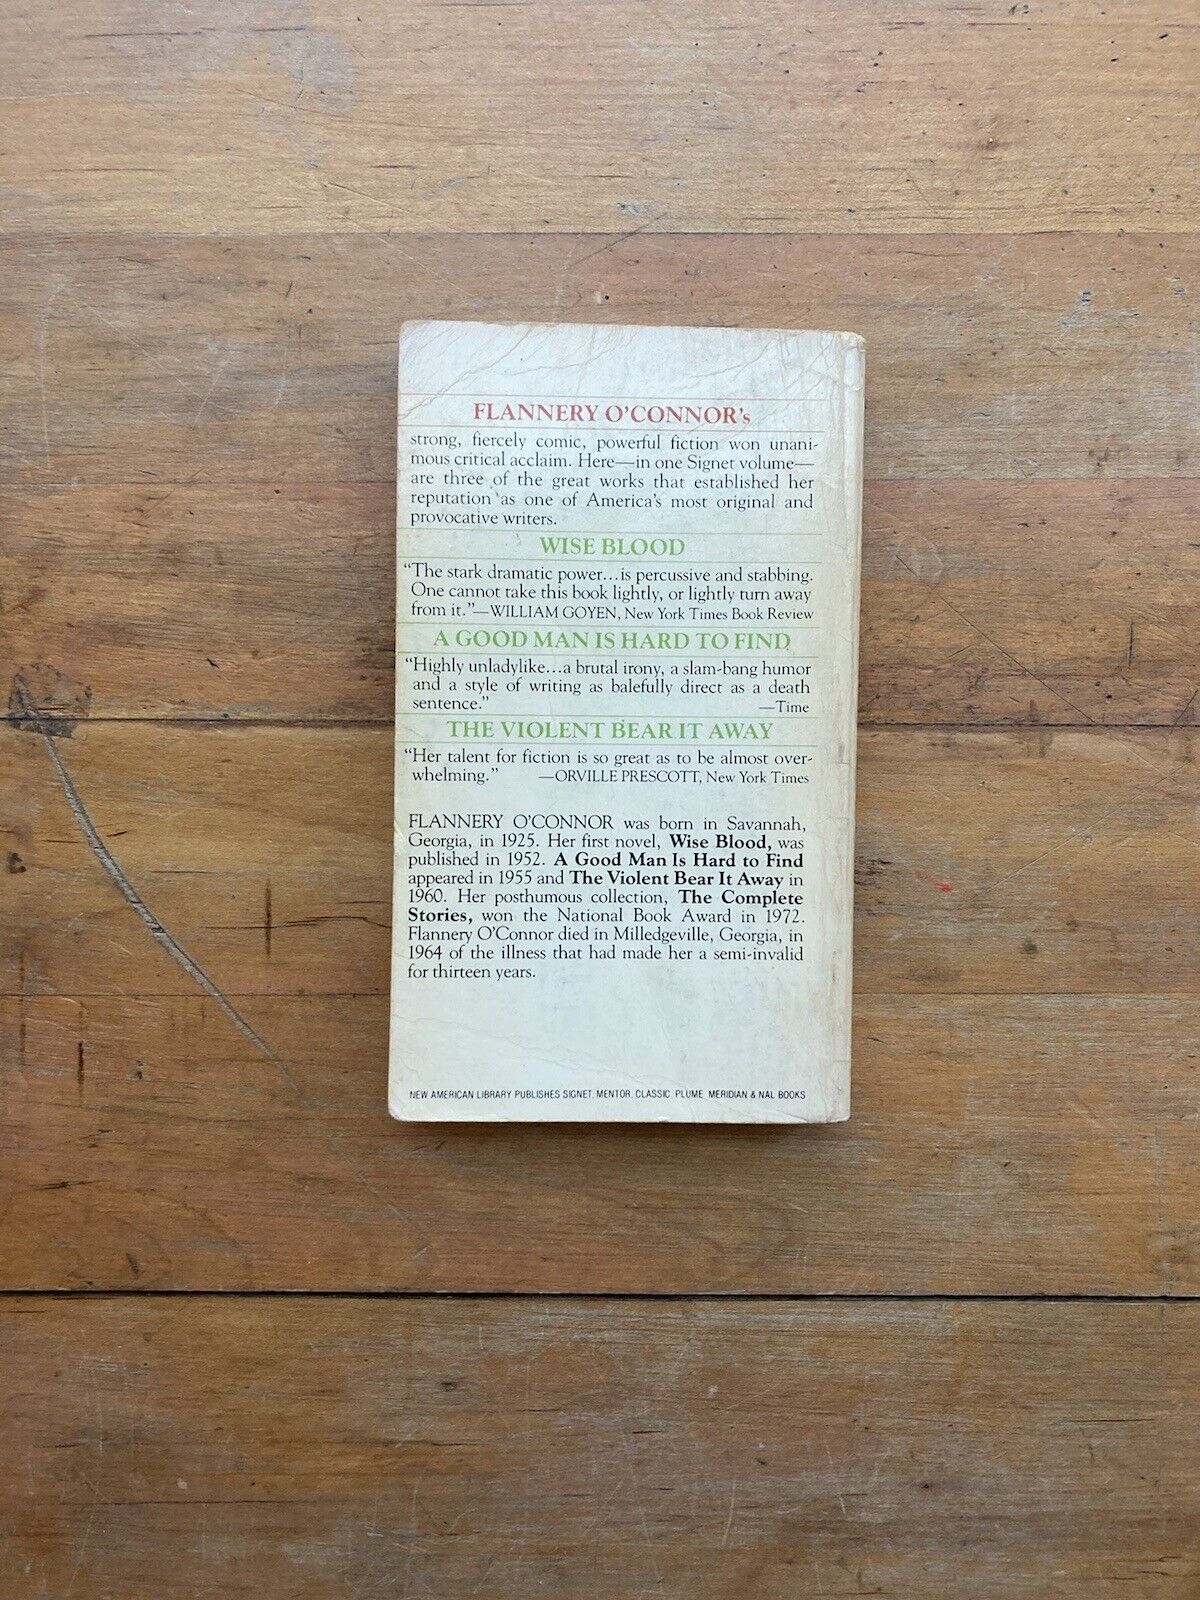 FLANNERY O'CONNOR's
strong, fiercely comic, powerful fiction won unani-
mous critical acclaim. Here—in one Signet volume—
are three of the great works that established her
reputation as one of America's most original and
provocative writers.
WISE BLOOD
“The stark dramatic power...is percussive and stabbing.
One cannot take this book lightly, or lightly turn away
from it.”—WILLIAM GOYEN, New York Times Book Review
A GOOD MAN IS HARD TO FIND
“Highly unladylike...a brutal irony, a slam-bang humor
and a style of writing as balefully direct as a death
sentence.” —Time
THE VIOLENT BEAR IT AWAY
“Her talent for fiction is so great as to be almost over-
whelming.” —ORVILLE PRESCOTT, New York Times
FLANNERY O'CONNOR was born in Savannah,
Georgia, in 1925. Her first novel, Wise Blood, was
published in 1952. A Good Man Is Hard to Find
appeared in 1955 and The Violent Bear It Away in
1960. Her posthumous collection, The Complete
Stories, won the National Book Award in 1972.
Flannery O'Connor died in Milledgeville, Georgia, in
1964 of the illness that had made her a semi-invalid
for thirteen years.
NEW AMERICAN LIBRARY PUBLISHES SIGNET, MENTOR, CLASSIC, PLUME, MERIDIAN & NAL BOOKS